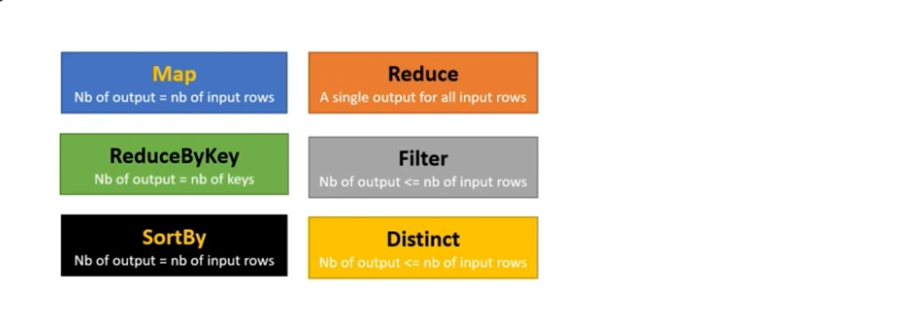 Map
Nb of output = nb of input rows
Reduce
A single output for all input rows
ReduceByKey
Nb of output = nb of keys
Filter
Nb of output <= nb of input rows
SortBy
Nb of output = nb of input rows
Distinct
Nb of output <= nb of input rows